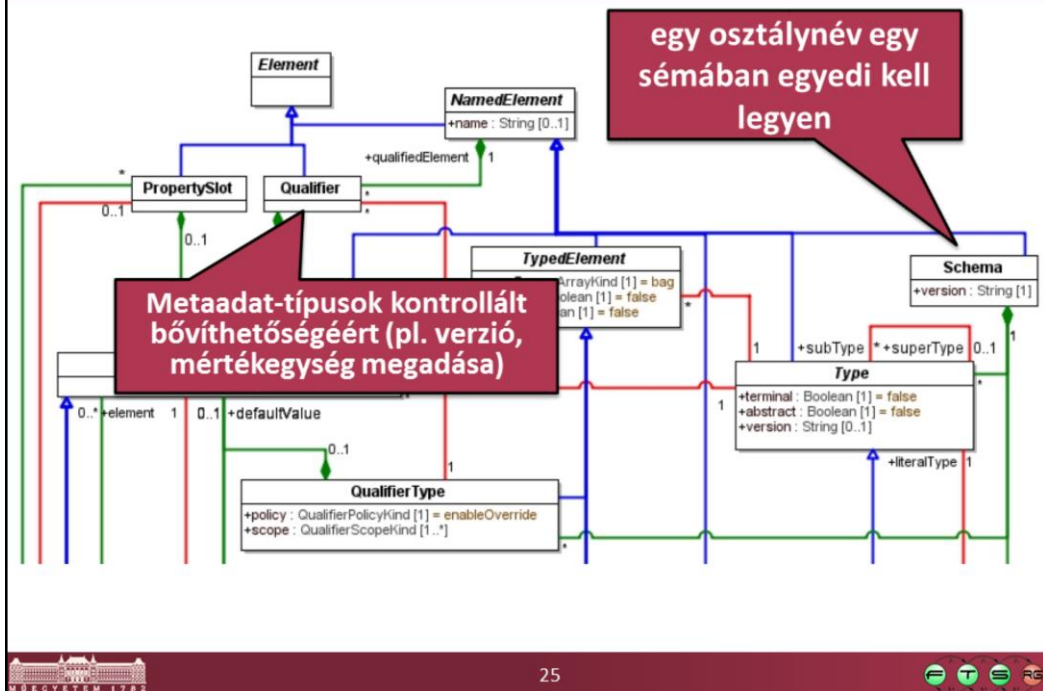 egy osztálynév egy
sémában egyedi kell
legyen
Element
NamedElement
+name : String [0..1]
+qualifiedElement
1
*
PropertySlot
Qualifier
*
*
0..1
0..1
TypedElement
ArrayKind [1] = bag
olean [1] = false
an [1] = false
*
Schema
+version : String [1]
1
Metaadat-típusok kontrollált
bővíthetőségéért (pl. verzió,
mértékegység megadása)
1
+subType
*
+superType
0..1
*
Type
+terminal : Boolean [1] = false
+abstract : Boolean [1] = false
+version : String [0..1]
1
0..*
+element
1
0..1
+defaultValue
0..1
1
+literalType
1
QualifierType
+policy : QualifierPolicyKind [1] = enableOverride
+scope : QualifierScopeKind [1..*]
*
MŰEGYETEM 1782
25
F T S RG